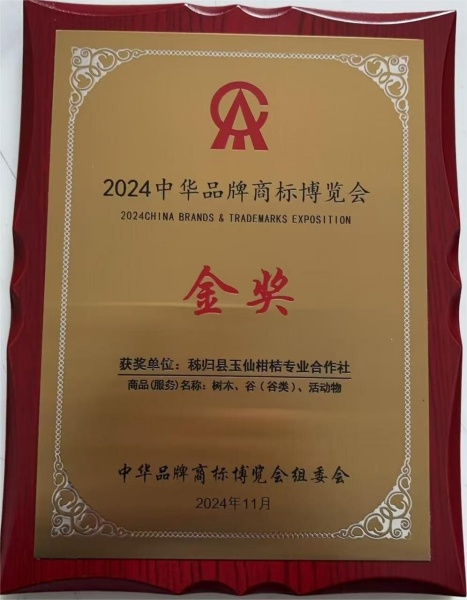 2024中华品牌商标博览会
2024CHINA BRANDS & TRADEMARKS EXPOSITION
金奖
获奖单位：秭归县玉仙柑桔专业合作社
商品(服务)名称：树木、谷（谷类）、活动物
中华品牌商标博览会组委会
2024年11月